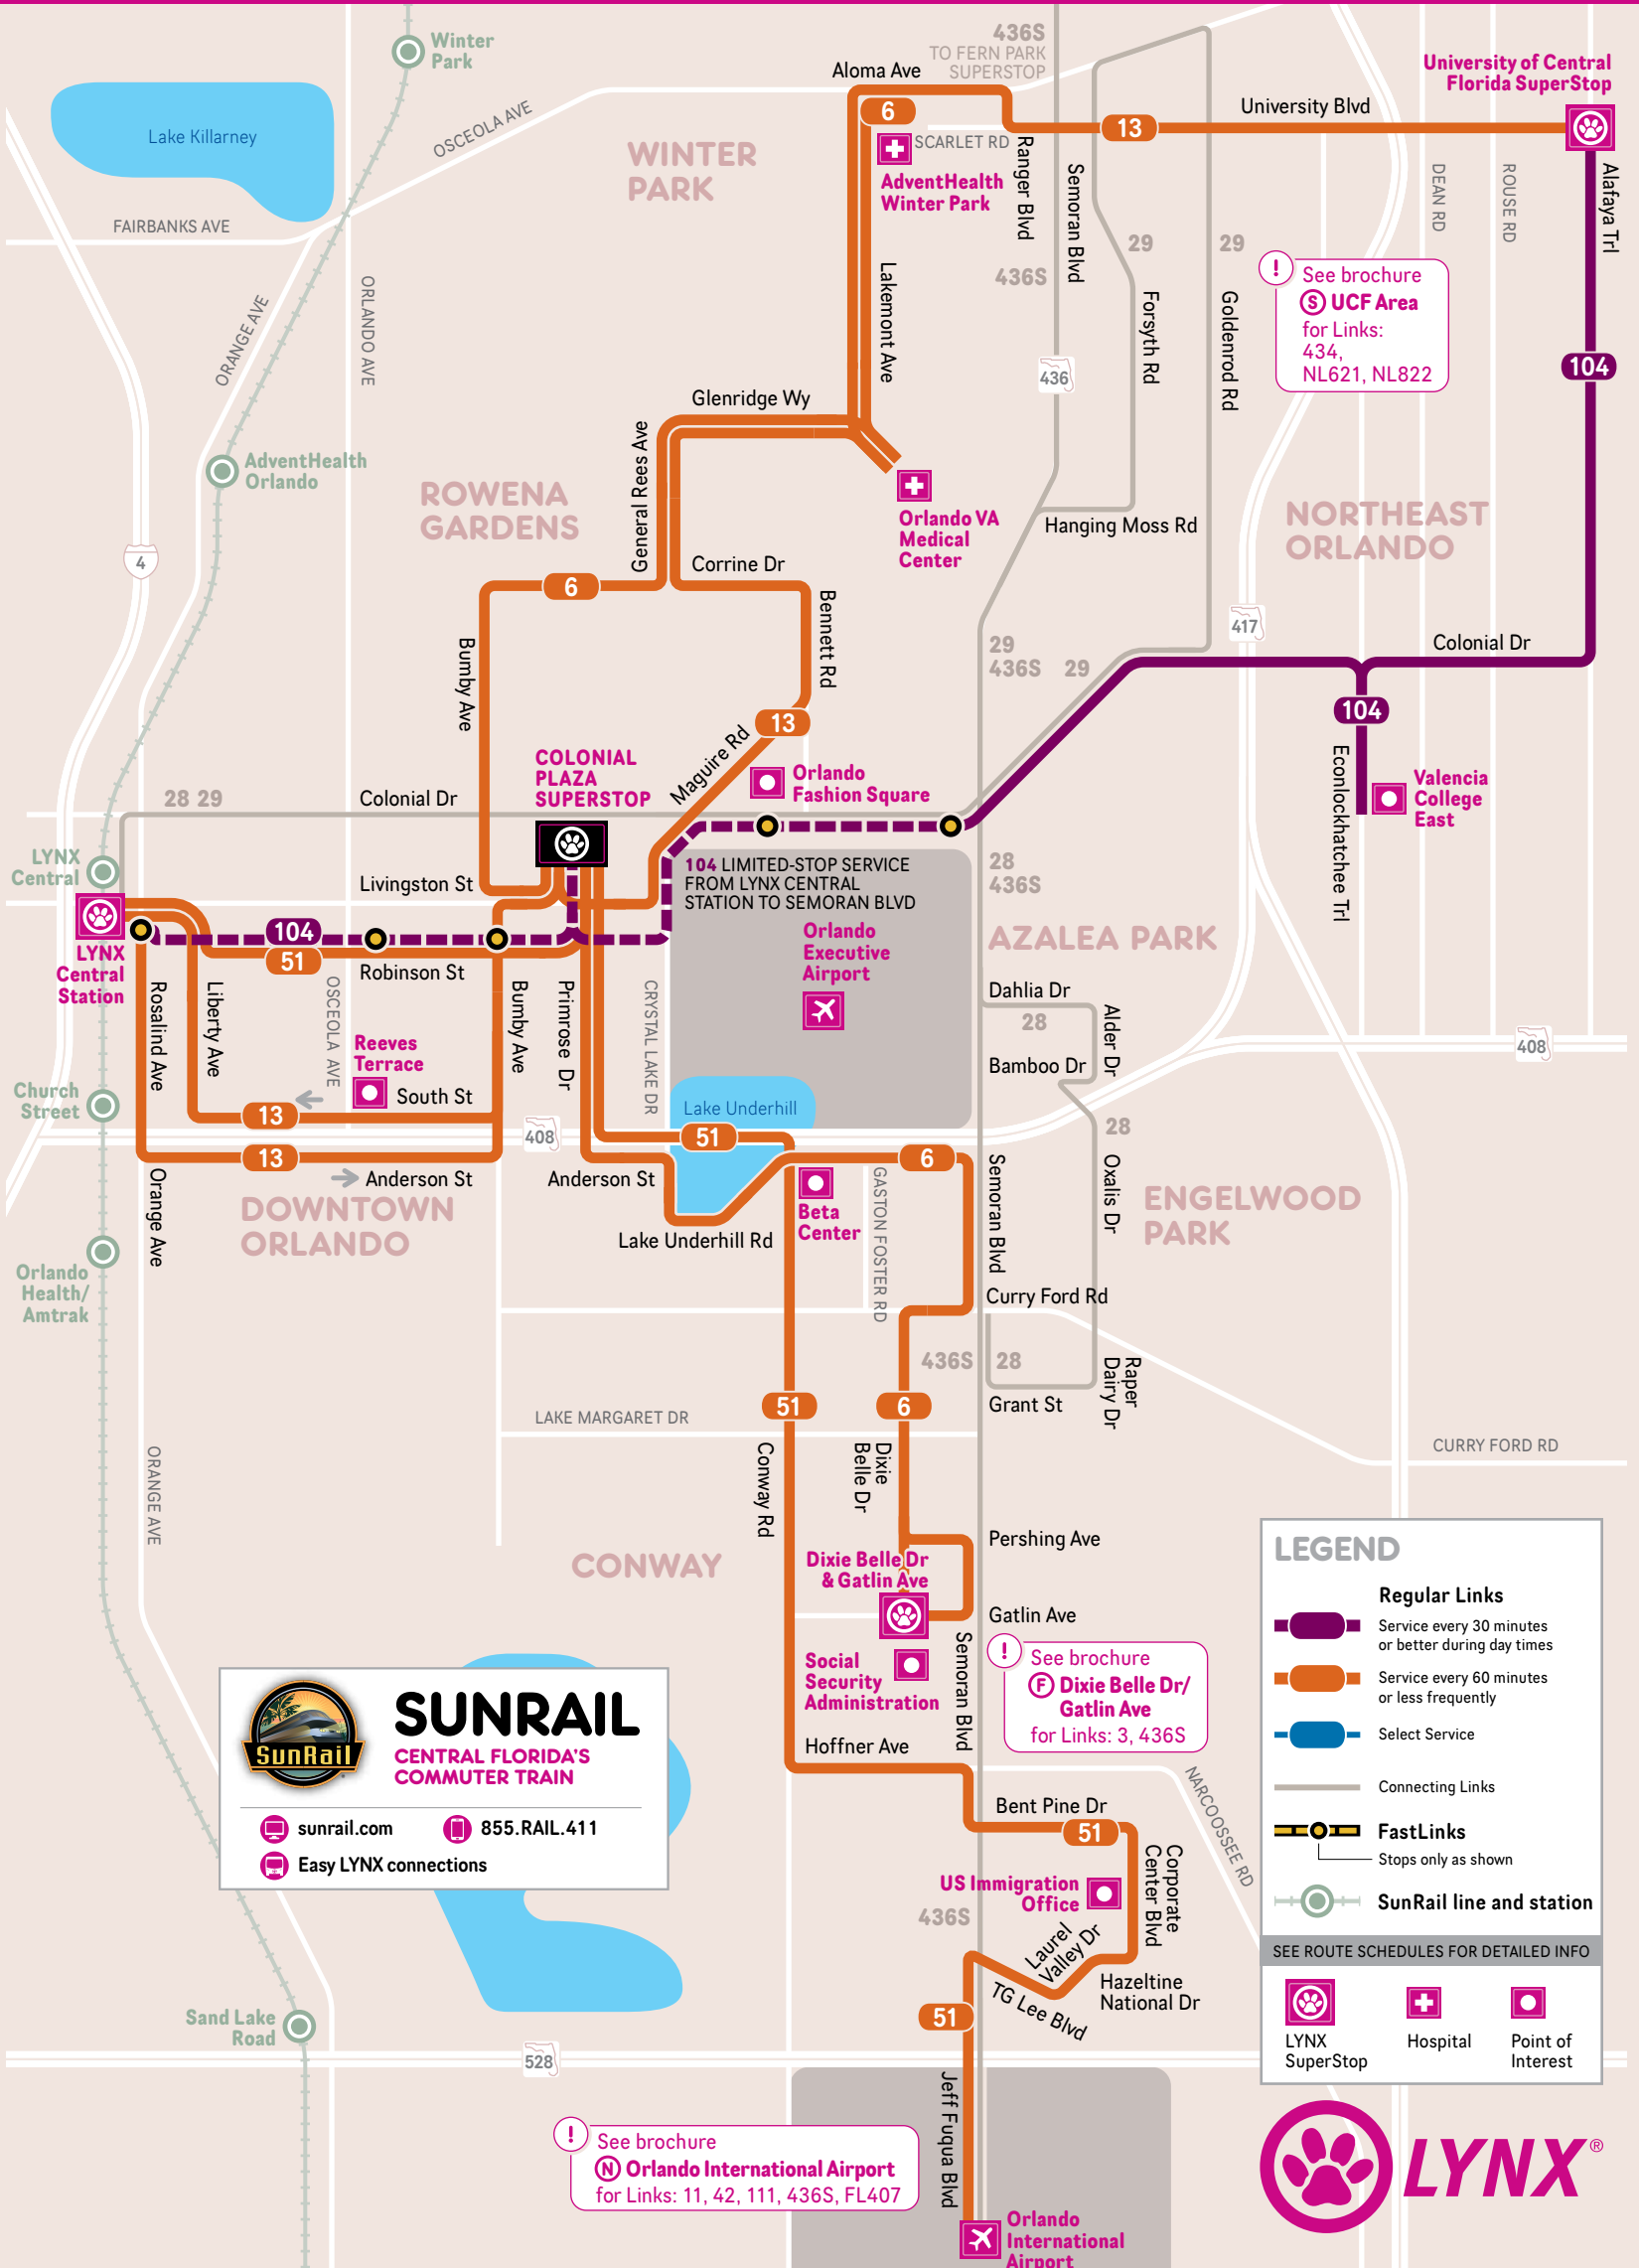 Winter
Park
436S
TO FERN PARK
SUPERSTOP
Aloma Ave
University of Central
Florida SuperStop
6
University Blvd
13
Lake Killarney
OSCEOLA AVE
WINTER
PARK
SCARLET RD
AdventHealth
Winter Park
Ranger Blvd
Semoran Blvd
DEAN RD
ROUSE RD
Alafaya Trl
FAIRBANKS AVE
29
29
436S
! See brochure
S UCF Area
for Links:
434,
NL621, NL822
ORANGE AVE
ORLANDO AVE
Lakemont Ave
Forsyth Rd
Goldenrod Rd
436
104
Glenridge Wy
General Rees Ave
AdventHealth
Orlando
ROWENA
GARDENS
Orlando VA
Medical
Center
Hanging Moss Rd
NORTHEAST
ORLANDO
4
6
Corrine Dr
Bennett Rd
417
Bumby Ave
29
436S
29
Colonial Dr
104
13
Maguire Rd
COLONIAL
PLAZA
SUPERSTOP
Orlando
Fashion Square
Econlockhatchee Trl
Valencia
College
East
28 29
Colonial Dr
LYNX
Central
Livingston St
104 LIMITED-STOP SERVICE
FROM LYNX CENTRAL
STATION TO SEMORAN BLVD
28
436S
LYNX
Central
Station
104
51
Robinson St
Orlando
Executive
Airport
AZALEA PARK
Rosalind Ave
Liberty Ave
OSCEOLA AVE
Bumby Ave
Primrose Dr
CRYSTAL LAKE DR
Dahlia Dr
28
Alder Dr
Bamboo Dr
408
Reeves
Terrace
South St
Church
Street
13
408
Lake Underhill
51
28
13
Anderson St
Anderson St
6
Orange Ave
DOWNTOWN
ORLANDO
Lake Underhill Rd
Beta
Center
GASTON FOSTER RD
Semoran Blvd
Oxalis Dr
ENGELWOOD
PARK
Orlando
Health/
Amtrak
Curry Ford Rd
436S
28
Raper
Dairy Dr
51
6
Grant St
LAKE MARGARET DR
CURRY FORD RD
ORANGE AVE
Conway Rd
Dixie
Belle Dr
Pershing Ave
CONWAY
Dixie Belle Dr
& Gatlin Ave
Gatlin Ave
Social
Security
Administration
Semoran Blvd
! See brochure
F Dixie Belle Dr/
Gatlin Ave
for Links: 3, 436S
Hoffner Ave
NARCOOSSEE RD
SunRail
SUNRAIL
CENTRAL FLORIDA'S
COMMUTER TRAIN
sunrail.com
855.RAIL.411
Easy LYNX connections
Bent Pine Dr
51
Corporate
Center Blvd
US Immigration
Office
436S
Laurel
Valley Dr
Hazeltine
National Dr
TG Lee Blvd
51
Sand Lake
Road
528
Jeff Fuqua Blvd
! See brochure
N Orlando International Airport
for Links: 11, 42, 111, 436S, FL407
Orlando
International
Airport
LEGEND
Regular Links
Service every 30 minutes
or better during day times
Service every 60 minutes
or less frequently
Select Service
Connecting Links
FastLinks
Stops only as shown
SunRail line and station
SEE ROUTE SCHEDULES FOR DETAILED INFO
LYNX
SuperStop
Hospital
Point of
Interest
LYNX®